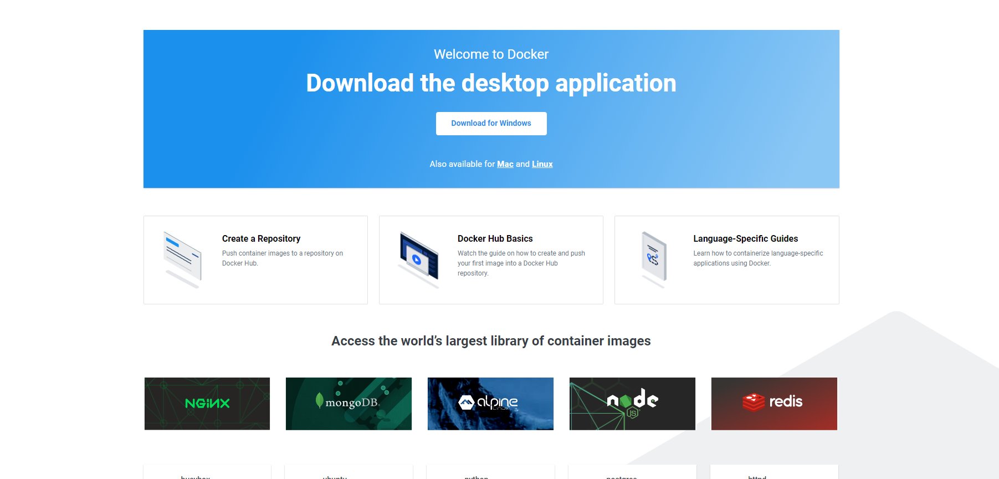 Welcome to Docker
Download the desktop application
Download for Windows
Also available for Mac and Linux
Create a Repository
Push container images to a repository on
Docker Hub.
Docker Hub Basics
Watch the guide on how to create and push
your first image into a Docker Hub
repository.
Language-Specific Guides
Learn how to containerize language-specific
applications using Docker.
Access the world's largest library of container images
NGINX
mongoDB
alpine
Linux
node
JS
redis
busybox
ubuntu
python
postgres
httpd